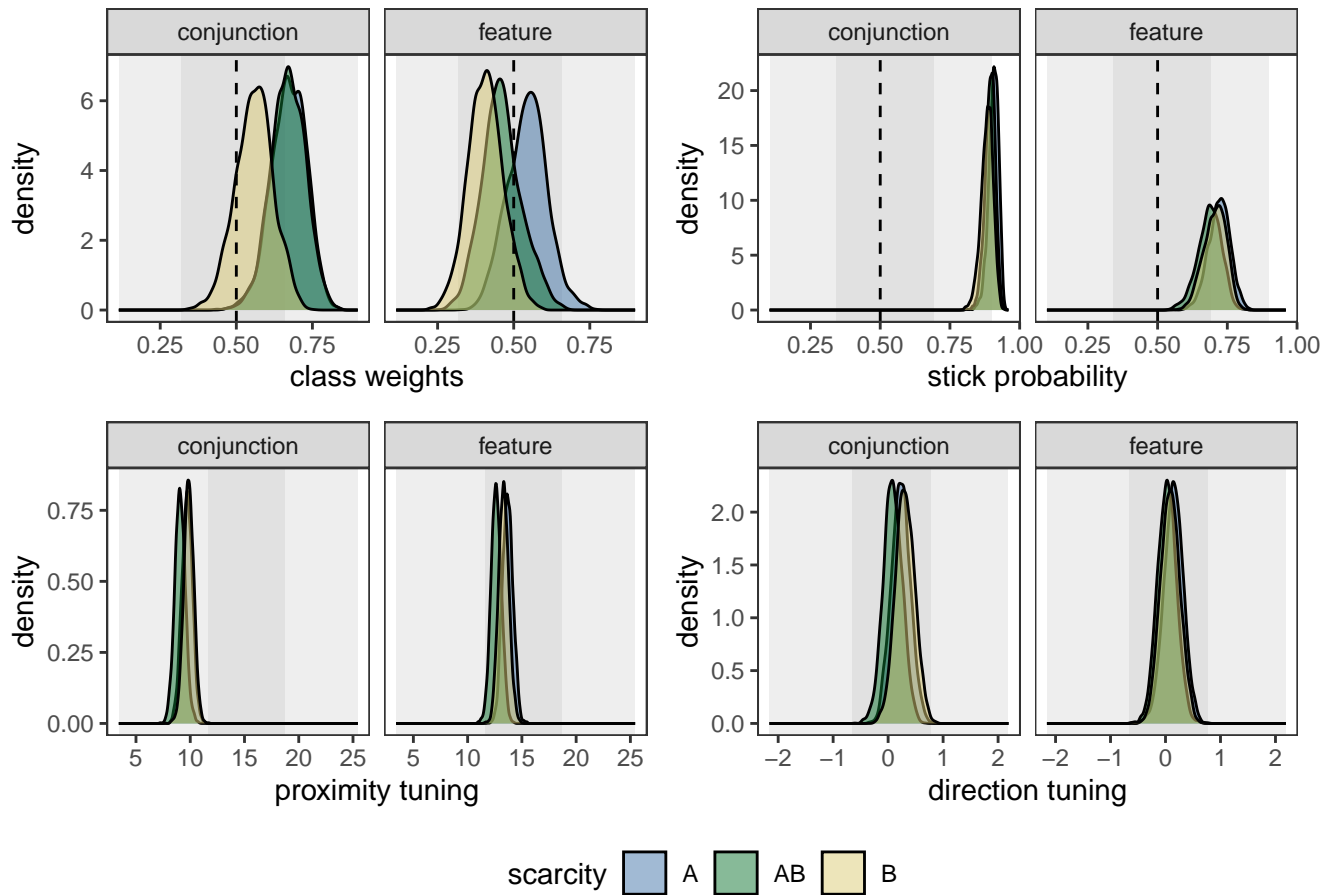 conjunction feature
6
4
2
0
density
0.25 0.50 0.75 0.25 0.50 0.75
class weights
conjunction feature
20
15
10
5
0
density
0.25 0.50 0.75 1.00 0.25 0.50 0.75 1.00
stick probability
conjunction feature
0.75
0.50
0.25
0.00
density
5 10 15 20 25 5 10 15 20 25
proximity tuning
conjunction feature
2.0
1.5
1.0
0.5
0.0
density
−2 −1 0 1 2 −2 −1 0 1 2
direction tuning
scarcity A AB B